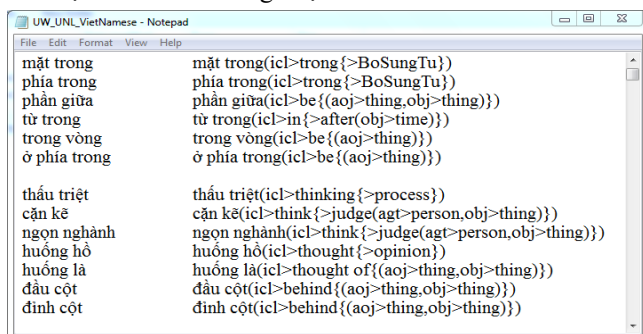 UW_UNL_VietNamese - Notepad
File Edit Format View Help
mặt trong mặt trong(icl>trong{>BoSungTu})
phía trong phía trong(icl>trong{>BoSungTu})
phần giữa phần giữa(icl>be{(aoj>thing,obj>thing)})
từ trong từ trong(icl>in{>after(obj>time)})
trong vòng trong vòng(icl>be{(aoj>thing)})
ở phía trong ở phía trong(icl>be{(aoj>thing)})
thấu triệt thấu triệt(icl>thinking{>process})
cặn kẽ cặn kẽ(icl>think{>judge(agt>person,obj>thing)})
ngọn nghành ngọn nghành(icl>think{>judge(agt>person,obj>thing)})
huống hồ huống hồ(icl>thought{>opinion})
huống là huống là(icl>thought of{(aoj>thing,obj>thing)})
đầu cột đầu cột(icl>behind{(aoj>thing,obj>thing)})
đình cột đình cột(icl>behind{(aoj>thing,obj>thing)})